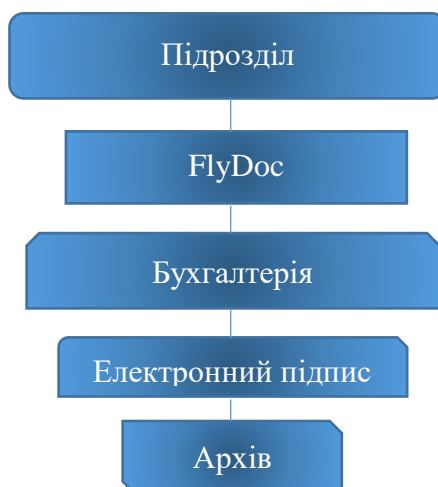 Підрозділ
FlyDoc
Бухгалтерія
Електронний підпис
Архів